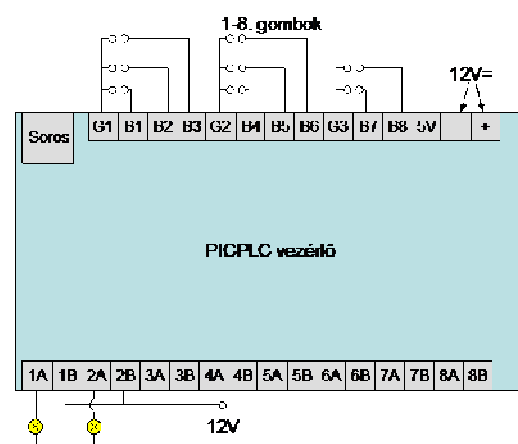 1-8. gombok
12V=
Soros
G1 B1 B2 B3 G2 B4 B5 B6 G3 B7 B8 5V +
PICPLC vezérlő
1A 1B 2A 2B 3A 3B 4A 4B 5A 5B 6A 6B 7A 7B 8A 8B
12V